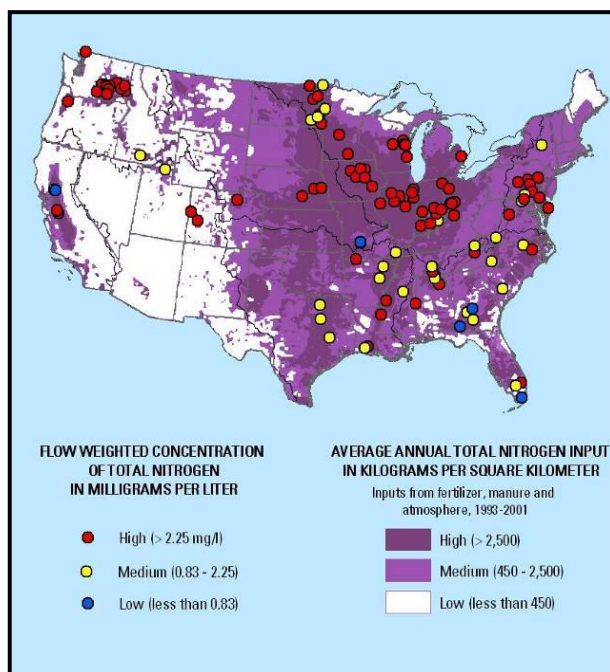 FLOW WEIGHTED CONCENTRATION
OF TOTAL NITROGEN
IN MILLIGRAMS PER LITER
High (> 2.25 mg/l)
Medium (0.83 - 2.25)
Low (less than 0.83)
AVERAGE ANNUAL TOTAL NITROGEN INPUT
IN KILOGRAMS PER SQUARE KILOMETER
Inputs from fertilizer, manure and
atmosphere, 1993-2001
High (> 2,500)
Medium (450 - 2,500)
Low (less than 450)